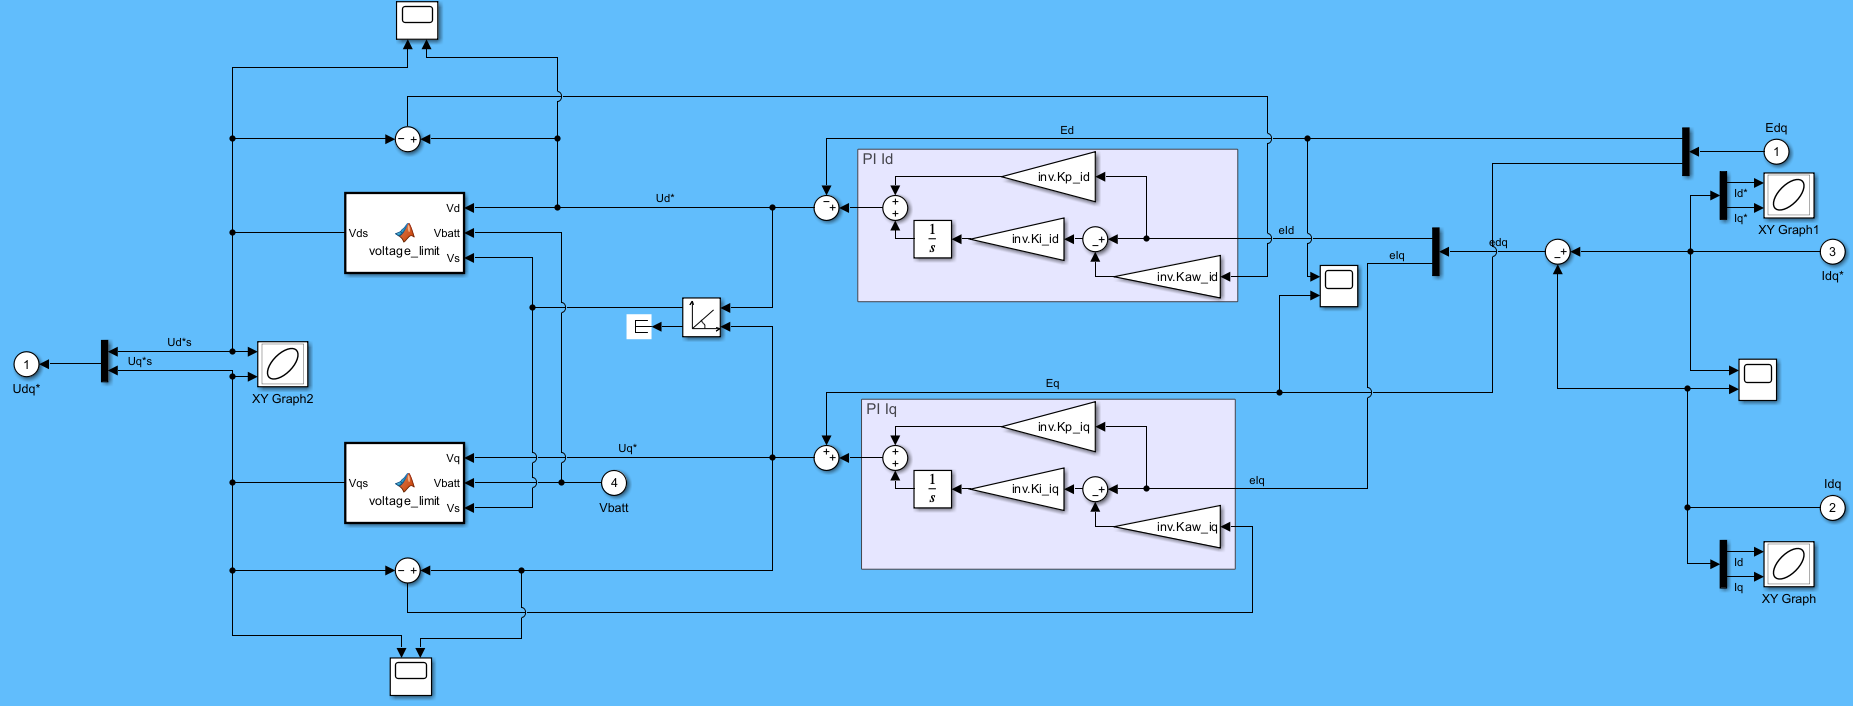 Ed
Edq
1
PI Id
inv.Kp_id
Id*
Iq*
XY Graph1
Ud*
Vd
Vds
Vbatt
voltage_limit
Vs
1
s
inv.Ki_id
eId
edq
3
Idq*
eIq
inv.Kaw_id
Ud*s
Uq*s
1
Udq*
XY Graph2
Eq
PI Iq
inv.Kp_iq
Uq*
Vq
Vqs
Vbatt
voltage_limit
Vs
4
Vbatt
1
s
inv.Ki_iq
eIq
inv.Kaw_iq
Idq
2
Id
Iq
XY Graph